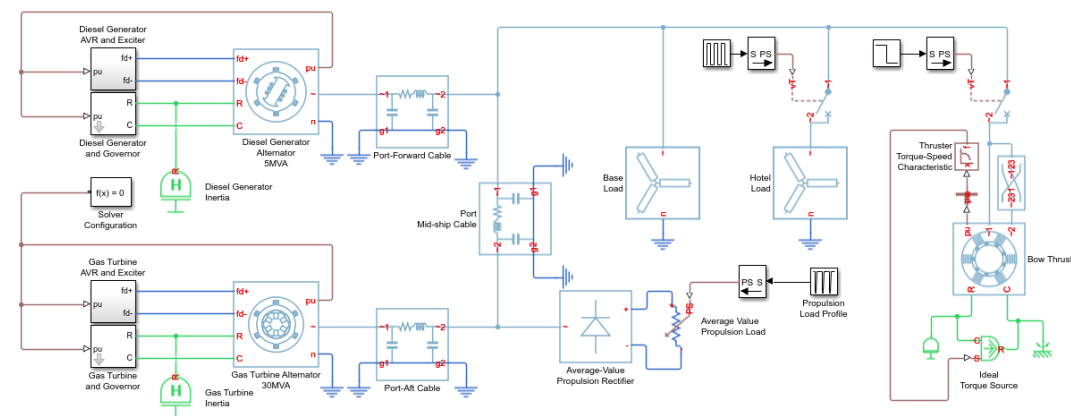 Diesel Generator
AVR and Exciter
pu
fd+
fd-
fd+
fd-
pu
R
C
R
C
~
n
pu
Diesel Generator
and Governor
Diesel Generator
Alternator
5MVA
R
H
Diesel Generator
Inertia
~1
~2
g1
g2
Port-Forward Cable
f(x) = 0
Solver
Configuration
Port
Mid-ship Cable
~1
g1
~2
g2
Gas Turbine
AVR and Exciter
pu
fd+
fd-
fd+
fd-
pu
R
C
R
C
~
n
pu
Gas Turbine
and Governor
Gas Turbine Alternator
30MVA
R
H
Gas Turbine
Inertia
~1
~2
g1
g2
Port-Aft Cable
~
+
-
Average-Value
Propulsion Rectifier
PS
Average Value
Propulsion Load
PS S
Propulsion
Load Profile
Base
Load
~
n
Hotel
Load
~
n
S PS
vT
~1
~2
S PS
vT
~1
~2
Thruster
Torque-Speed
Characteristic
f
x
~123
~231
pu
~1
~2
Bow Thrust
R
C
C
R
S
Ideal
Torque Source